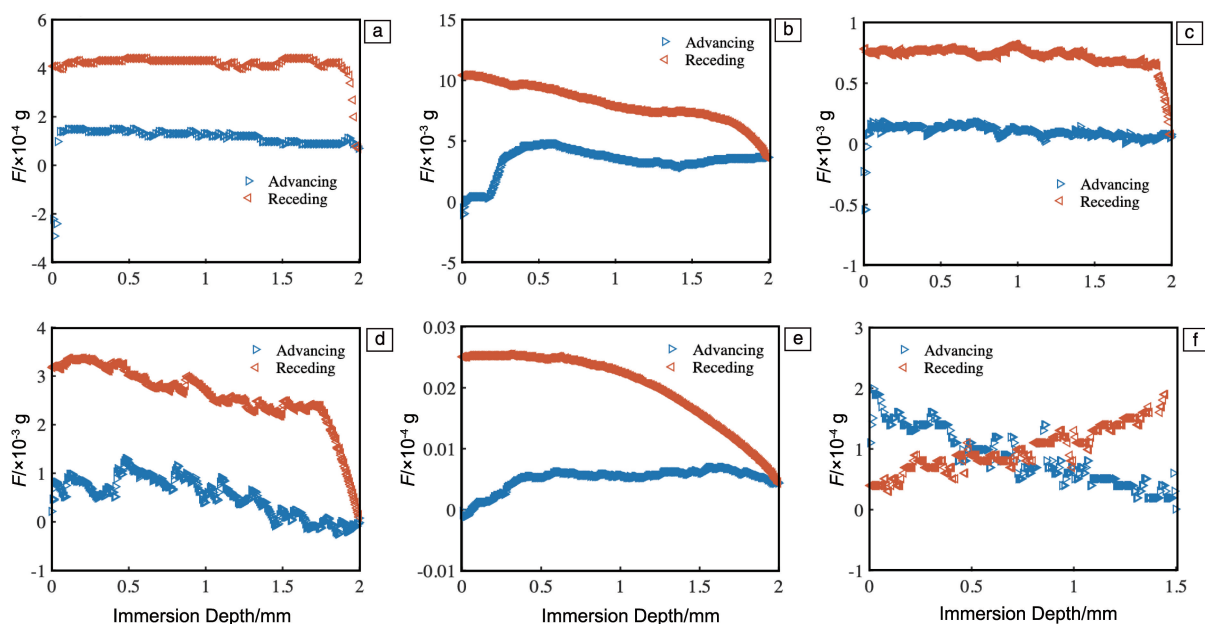 a
6
4
2
0
-2
-4
F/×10-4 g
Advancing
Receding
0 0.5 1 1.5 2
b
15
10
5
0
-5
F/×10-3 g
Advancing
Receding
0 0.5 1 1.5 2
c
1
0.5
0
-0.5
-1
F/×10-3 g
Advancing
Receding
0 0.5 1 1.5 2
d
4
3
2
1
0
-1
F/×10-3 g
Advancing
Receding
0 0.5 1 1.5 2
Immersion Depth/mm
e
0.03
0.02
0.01
0
-0.01
F/×10-4 g
Advancing
Receding
0 0.5 1 1.5 2
Immersion Depth/mm
f
3
2
1
0
-1
F/×10-4 g
Advancing
Receding
0 0.5 1 1.5
Immersion Depth/mm